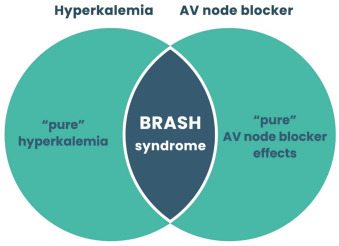 Hyperkalemia
AV node blocker
“pure”
hyperkalemia
BRASH
syndrome
“pure”
AV node blocker
effects